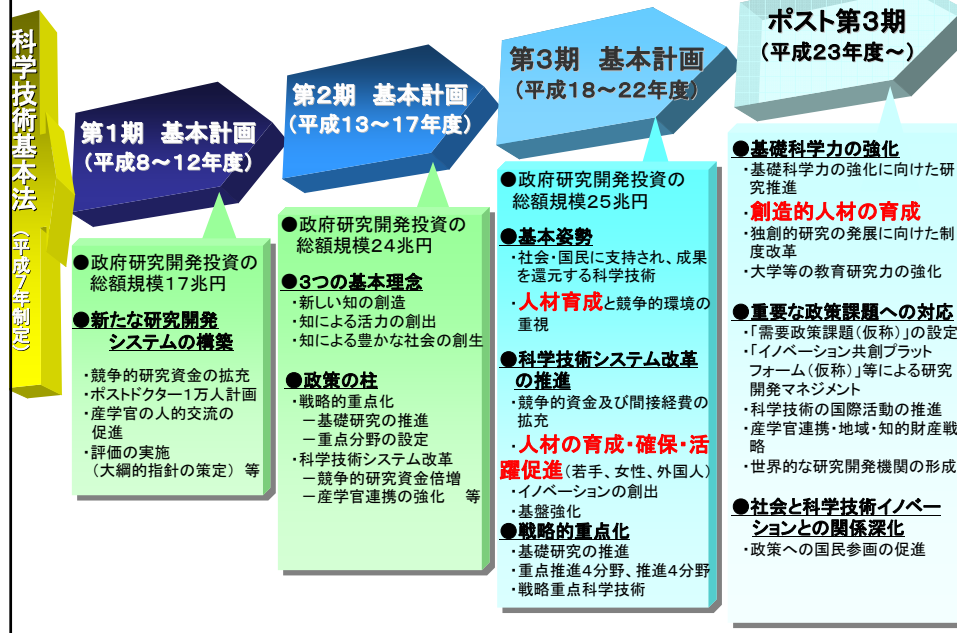 科学技術基本法
（平成７年制定）
第１期　基本計画
（平成８～１２年度）
●政府研究開発投資の
総額規模１７兆円
●新たな研究開発
システムの構築
・競争的研究資金の拡充
・ポストドクター１万人計画
・産学官の人的交流の
促進
・評価の実施
（大綱的指針の策定）等
第２期　基本計画
（平成１３～１７年度）
●政府研究開発投資の
総額規模２４兆円
●３つの基本理念
・新しい知の創造
・知による活力の創出
・知による豊かな社会の創生
●政策の柱
・戦略的重点化
－基礎研究の推進
－重点分野の設定
・科学技術システム改革
－競争的研究資金倍増
－産学官連携の強化　等
第３期　基本計画
（平成１８～２２年度）
●政府研究開発投資の
総額規模２５兆円
●基本姿勢
・社会・国民に支持され、成果
を還元する科学技術
・人材育成と競争的環境の
重視
●科学技術システム改革
の推進
・競争的資金及び間接経費の
拡充
・人材の育成・確保・活
躍促進（若手、女性、外国人）
・イノベーションの創出
・基盤強化
●戦略的重点化
・基礎研究の推進
・重点推進４分野、推進４分野
・戦略重点科学技術
ポスト第３期
（平成２３年度～）
●基礎科学力の強化
・基礎科学力の強化に向けた研
究推進
・創造的人材の育成
・独創的研究の発展に向けた制
度改革
・大学等の教育研究力の強化
●重要な政策課題への対応
・「需要政策課題（仮称）」の設定
・「イノベーション共創プラット
フォーム（仮称）」等による研究
開発マネジメント
・科学技術の国際活動の推進
・産学官連携・地域・知的財産戦
略
・世界的な研究開発機関の形成
●社会と科学技術イノベー
ションとの関係深化
・政策への国民参画の促進